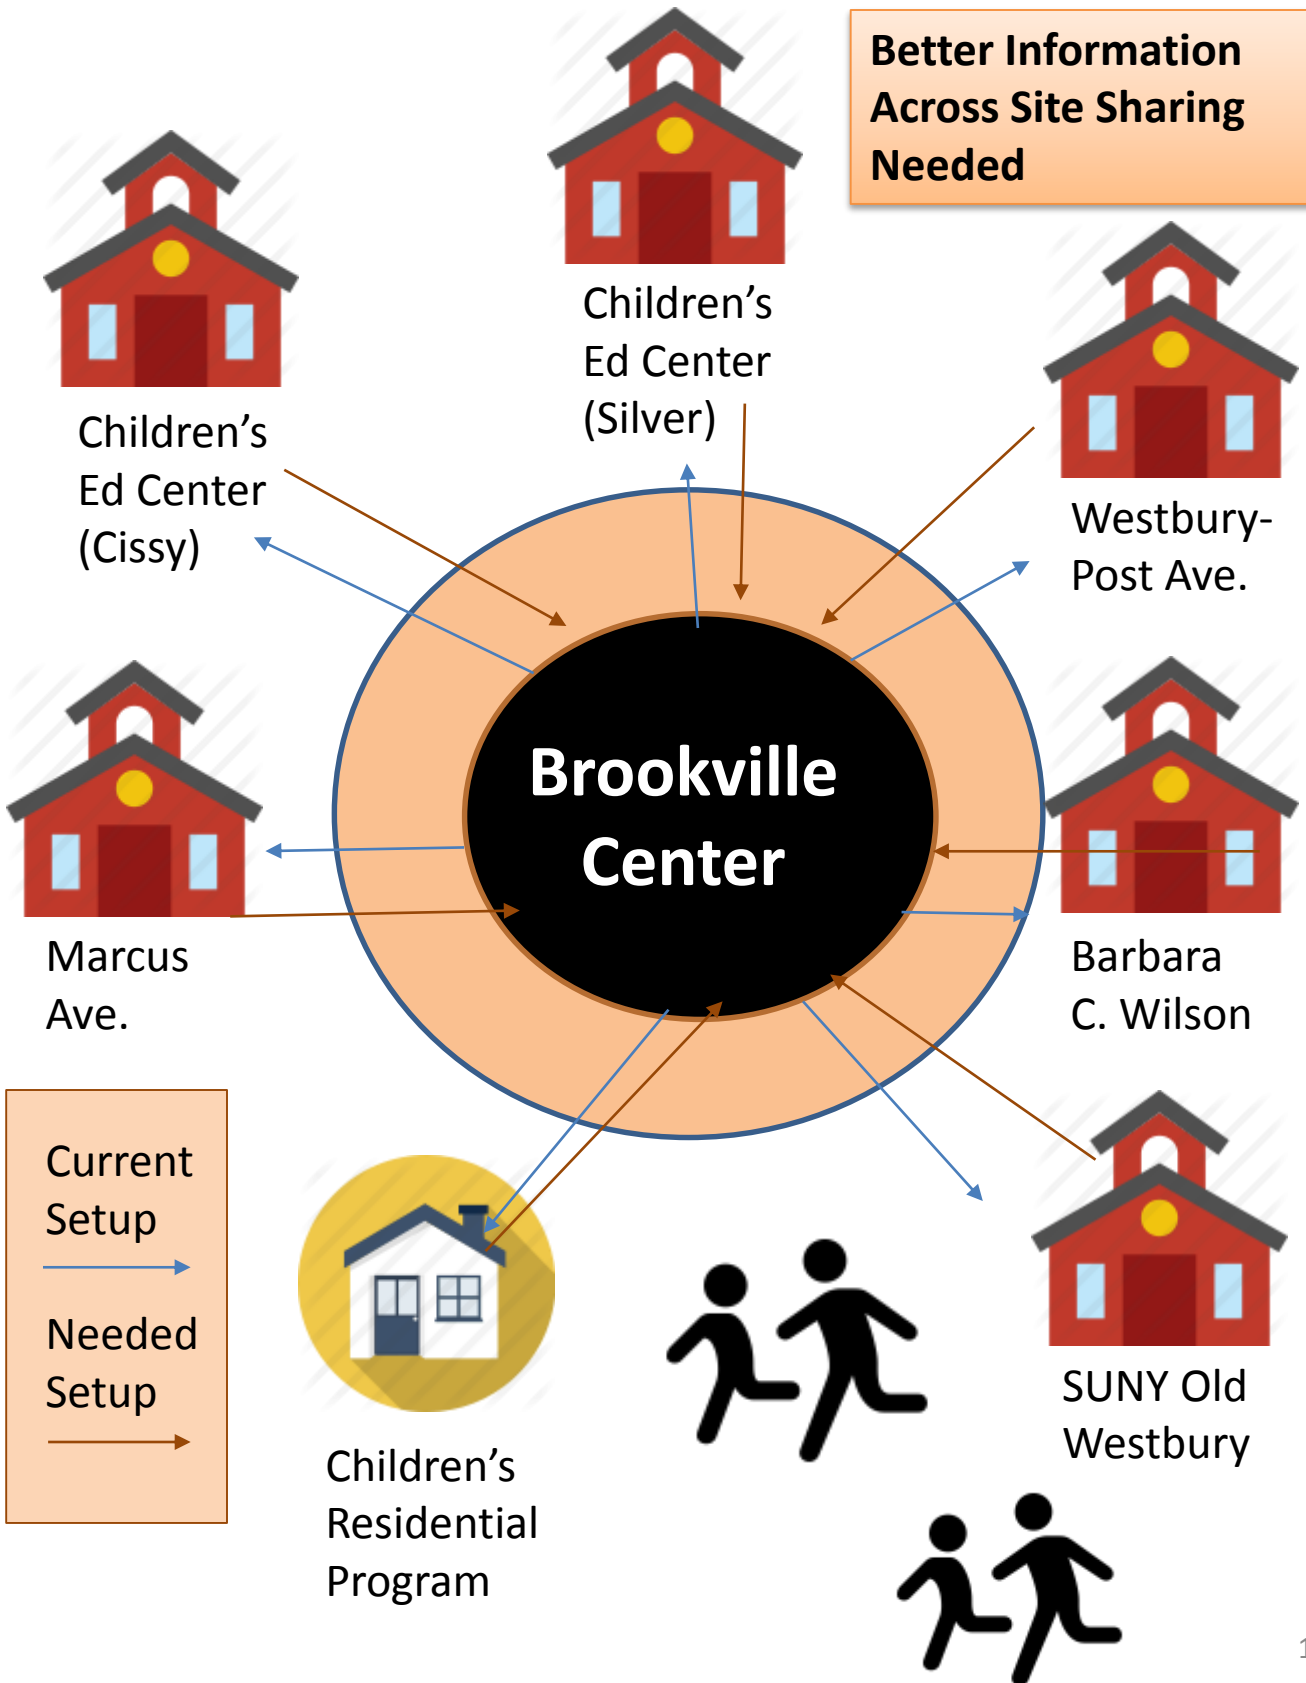 Better Information
Across Site Sharing
Needed
Children’s
Ed Center
(Silver)
Children’s
Ed Center
(Cissy)
Westbury-
Post Ave.
Brookville
Center
Marcus
Ave.
Barbara
C. Wilson
Current
Setup
Needed
Setup
SUNY Old
Westbury
Children’s
Residential
Program
1